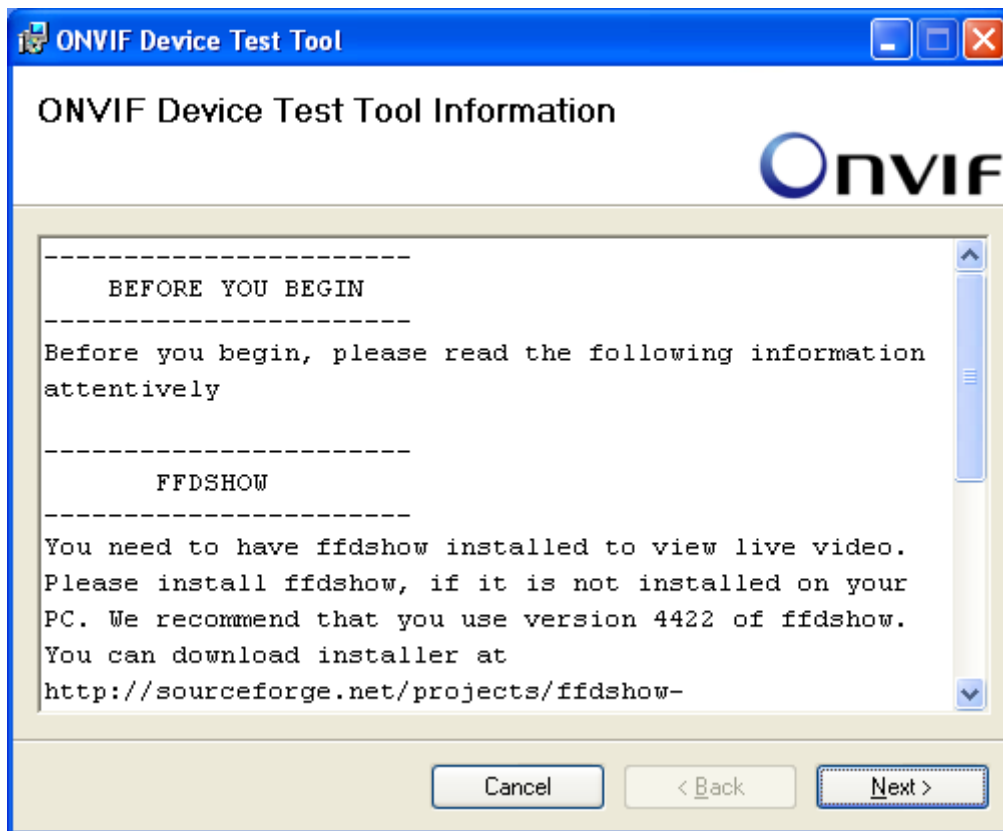 ONVIF Device Test Tool
ONVIF Device Test Tool Information
ONVIF
-----------------------
BEFORE YOU BEGIN
-----------------------
Before you begin, please read the following information
attentively
-----------------------
FFDSHOW
-----------------------
You need to have ffdshow installed to view live video.
Please install ffdshow, if it is not installed on your
PC. We recommend that you use version 4422 of ffdshow.
You can download installer at
http://sourceforge.net/projects/ffdshow-
Cancel
< Back
Next >